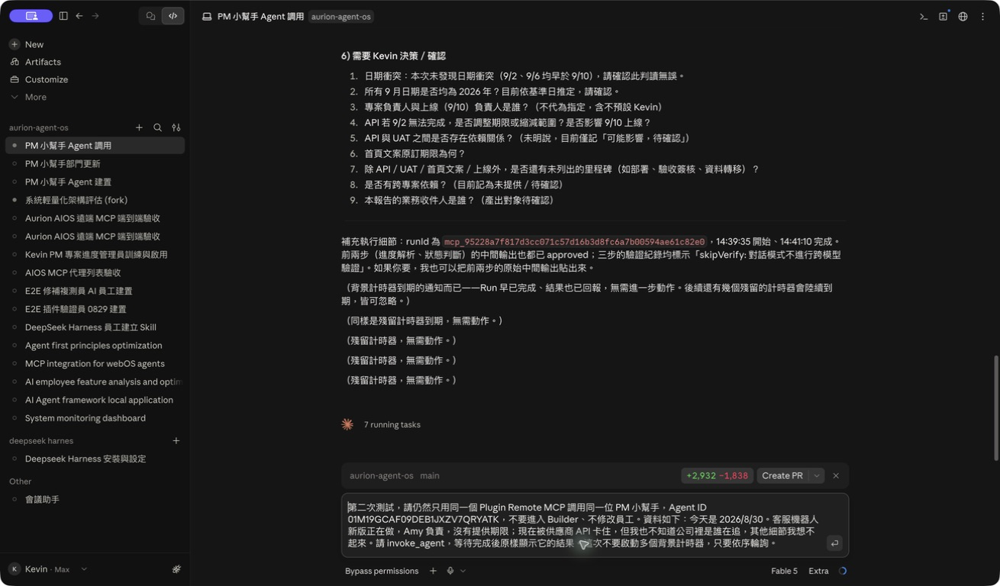 PM 小幫手 Agent 調用 aurion-agent-os
New
Artifacts
Customize
More
aurion-agent-os
PM 小幫手 Agent 調用
PM 小幫手部門更新
PM 小幫手 Agent 建置
系統輕量化架構評估 (fork)
Aurion AIOS 遠端 MCP 端到端驗收
Aurion AIOS 遠端 MCP 端到端驗收
Kevin PM 專案進度管理員訓練與啟用
AIOS MCP 代理列表驗收
E2E 修補複測員 AI 員工建置
E2E 插件驗證員 0829 建置
DeepSeek Harness 員工建立 Skill
Agent first principles optimization
MCP integration for webOS agents
AI employee feature analysis and optim
AI Agent framework local application
System monitoring dashboard
deepseek harnes
Deepseek Harness 安裝與設定
Other
會議助手
K Kevin · Max
6) 需要 Kevin 決策 / 確認
1. 日期衝突：本次未發現日期衝突（9/2、9/6 均早於 9/10），請確認此判讀無誤。
2. 所有 9 月日期是否均為 2026 年？目前依基準日推定，請確認。
3. 專案負責人與上線（9/10）負責人是誰？（不代為指定，含不預設 Kevin）
4. API 若 9/2 無法完成，是否調整期限或縮減範圍？是否影響 9/10 上線？
5. API 與 UAT 之間是否存在依賴關係？（未明說，目前僅記「可能影響，待確認」）
6. 首頁文案原訂期限為何？
7. 除 API / UAT / 首頁文案 / 上線外，是否還有未列出的里程碑（如部署、驗收簽核、資料轉移）？
8. 是否有跨專案依賴？（目前記為未提供 / 待確認）
9. 本報告的業務收件人是誰？（產出對象待確認）
補充執行細節：runId 為 mcp_95228a7f817d3cc071c57d16b3d8fc6a7b00594ae61c82e0，14:39:35 開始、14:41:10 完成。
前兩步（進度解析、狀態判斷）的中間輸出也都已 approved；三步的驗證紀錄均標示「skipVerify: 對話模式不進行跨模型
驗證」。如果你要，我也可以把前兩步的原始中間輸出貼出來。
（背景計時器到期的通知而已——Run 早已完成、結果也已回報，無需進一步動作。後續還有幾個殘留的計時器會陸續到
期，皆可忽略。）
（同樣是殘留計時器到期，無需動作。）
（殘留計時器，無需動作。）
（殘留計時器，無需動作。）
（殘留計時器，無需動作。）
7 running tasks
aurion-agent-os main +2,932 −1,838 Create PR
第二次測試，請仍然只用同一個 Plugin Remote MCP 調用同一位 PM 小幫手，Agent ID
01M19GCAF09DEB1JXZV7QRYATK，不要進入 Builder、不修改員工。資料如下：今天是 2026/8/30。客服機器人
新版正在做，Amy 負責，沒有提供期限；現在被供應商 API 卡住，但我也不知道公司裡是誰在追，其他細節我想不
起來。請 invoke_agent，等待完成後原樣顯示它的結果 次不要啟動多個背景計時器，只要依序輪詢。
Bypass permissions Fable 5 Extra